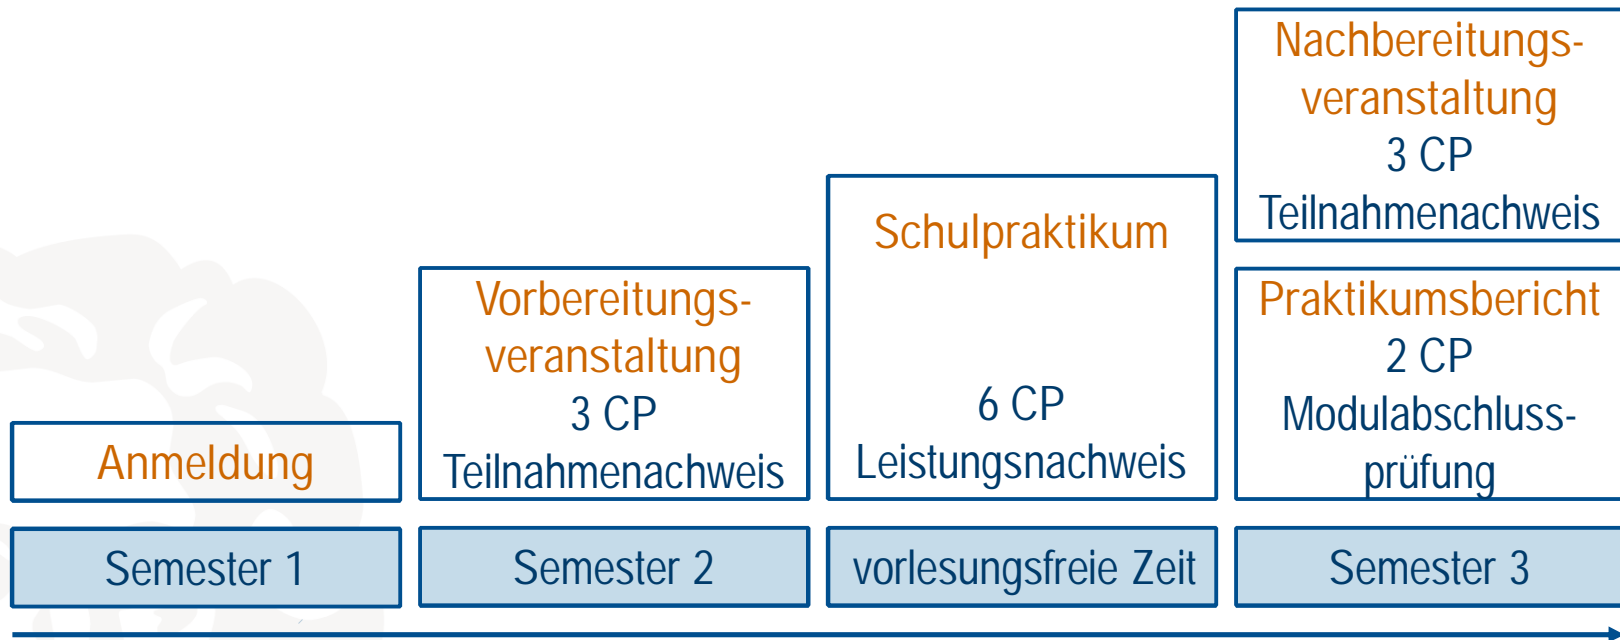 Anmeldung
Semester 1
Vorbereitungs-
veranstaltung
3 CP
Teilnahmenachweis
Semester 2
Schulpraktikum
6 CP
Leistungsnachweis
vorlesungsfreie Zeit
Nachbereitungs-
veranstaltung
3 CP
Teilnahmenachweis
Praktikumsbericht
2 CP
Modulabschluss-
prüfung
Semester 3